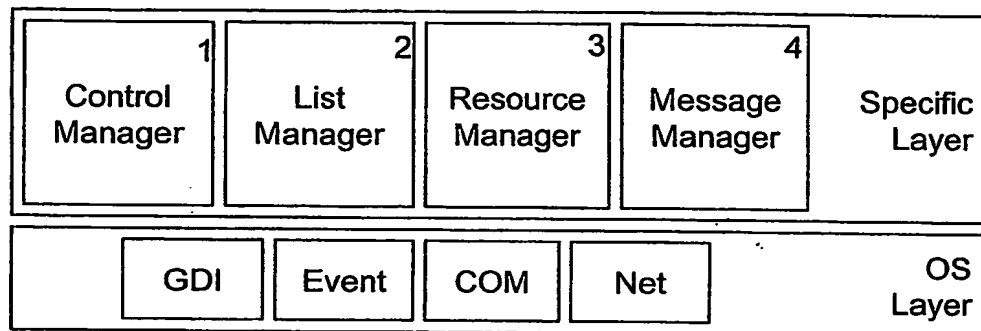 1
Control
Manager
2
List
Manager
3
Resource
Manager
4
Message
Manager
Specific
Layer
GDI
Event
COM
Net
OS
Layer